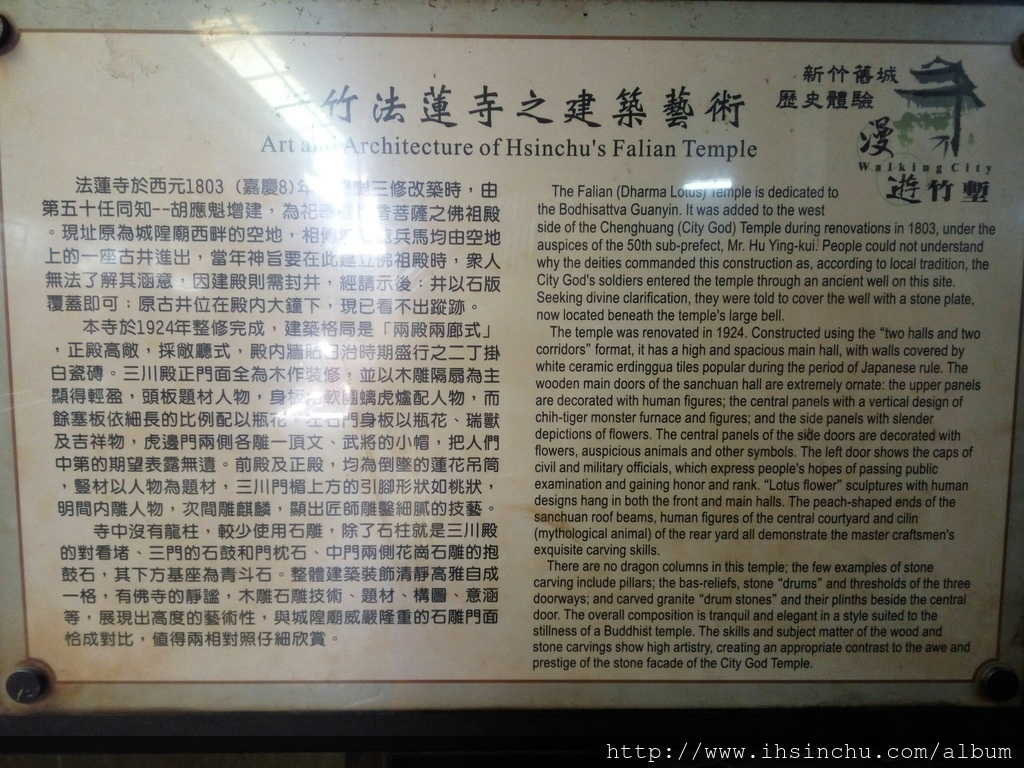 竹法蓮寺之建築藝術
Art and Architecture of Hsinchu's Falian Temple
新竹舊城
歷史體驗
漫 不
Walking City
遊竹塹
法蓮寺於西元1803 (嘉慶8)年 三修改築時，由
第五十任同知--胡應魁增建，為祀 菩薩之佛祖殿
。現址原為城隍廟西畔的空地，相傳 兵馬均由空地
上的一座古井進出，當年神旨要在此建立佛祖殿時，衆人
無法了解其涵意，因建殿則需封井，經請示後：井以石版
覆蓋即可；原古井位在殿内大鐘下，現已看不出蹤跡。
本寺於1924年整修完成，建築格局是「兩殿兩廊式」
，正殿高敞，採敞廳式，殿内牆貼日治時期盛行之二丁掛
白瓷磚。三川殿正門面全為木作裝修，並以木雕隔扇為主
顯得輕盈，頭板題材人物，身板把軟團螭虎爐配人物，而
餘塞板依細長的比例配以瓶花。左右門身板以瓶花、瑞獸
及吉祥物，虎邊門兩側各雕一頂文、武將的小帽，把人們
中第的期望表露無遺。前殿及正殿，均為倒墜的蓮花吊筒
，豎材以人物為題材，三川門楣上方的引腳形狀如桃狀，
明間内雕人物，次間雕麒麟，顯出匠師雕鑿細膩的技藝。
寺中沒有龍柱，較少使用石雕，除了石柱就是三川殿
的對看堵、三門的石鼓和門枕石、中門兩側花崗石雕的抱
鼓石，其下方基座為青斗石。整體建築裝飾清靜高雅自成
一格，有佛寺的靜謐，木雕石雕技術、題材、構圖、意涵
等，展現出高度的藝術性，與城隍廟威嚴隆重的石雕門面
恰成對比，值得兩相對照仔細欣賞。
The Falian (Dharma Lotus) Temple is dedicated to
the Bodhisattva Guanyin. It was added to the west
side of the Chenghuang (City God) Temple during renovations in 1803, under the
auspices of the 50th sub-prefect, Mr. Hu Ying-kui. People could not understand
why the deities commanded this construction as, according to local tradition, the
City God's soldiers entered the temple through an ancient well on this site.
Seeking divine clarification, they were told to cover the well with a stone plate,
now located beneath the temple's large bell.
The temple was renovated in 1924. Constructed using the “two halls and two
corridors” format, it has a high and spacious main hall, with walls covered by
white ceramic erdinggua tiles popular during the period of Japanese rule. The
wooden main doors of the sanchuan hall are extremely ornate: the upper panels
are decorated with human figures; the central panels with a vertical design of
chih-tiger monster furnace and figures; and the side panels with slender
depictions of flowers. The central panels of the side doors are decorated with
flowers, auspicious animals and other symbols. The left door shows the caps of
civil and military officials, which express people's hopes of passing public
examination and gaining honor and rank. “Lotus flower” sculptures with human
designs hang in both the front and main halls. The peach-shaped ends of the
sanchuan roof beams, human figures of the central courtyard and cilin
(mythological animal) of the rear yard all demonstrate the master craftsmen's
exquisite carving skills.
There are no dragon columns in this temple; the few examples of stone
carving include pillars; the bas-reliefs, stone “drums” and thresholds of the three
doorways; and carved granite “drum stones” and their plinths beside the central
door. The overall composition is tranquil and elegant in a style suited to the
stillness of a Buddhist temple. The skills and subject matter of the wood and
stone carvings show high artistry, creating an appropriate contrast to the awe and
prestige of the stone facade of the City God Temple.
http://www.ihsinchu.com/album